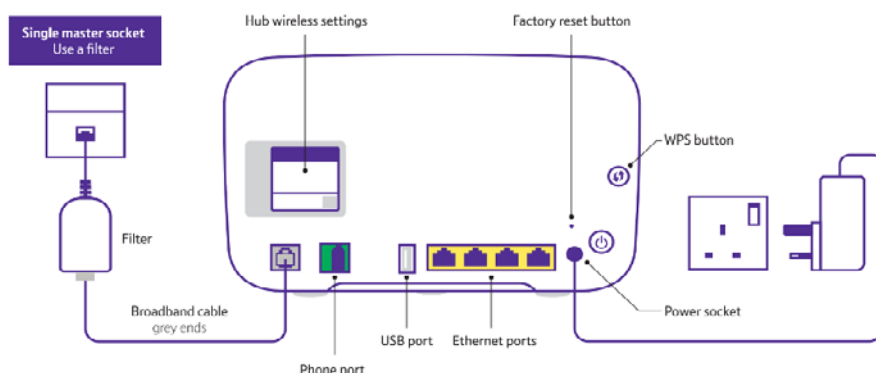 Single master socket
Use a filter
Hub wireless settings
Factory reset button
WPS button
Filter
Broadband cable
grey ends
USB port
Ethernet ports
Power socket
Phone port